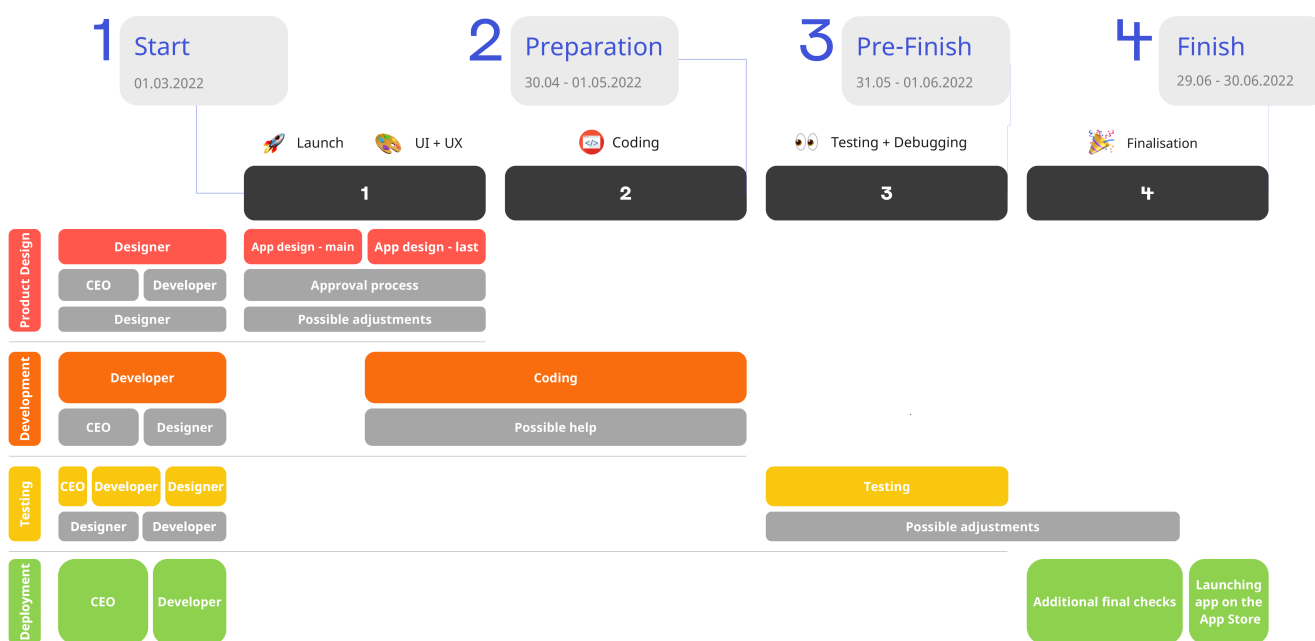 1
Start
01.03.2022
2
Preparation
30.04 - 01.05.2022
3
Pre-Finish
31.05 - 01.06.2022
4
Finish
29.06 - 30.06.2022
Launch
UI + UX
Coding
Testing + Debugging
Finalisation
1
2
3
4
Product Design
Designer
App design - main
App design - last
CEO
Developer
Approval process
Designer
Possible adjustments
Development
Developer
Coding
CEO
Designer
Possible help
Testing
CEO
Developer
Designer
Testing
Designer
Developer
Possible adjustments
Deployment
CEO
Developer
Additional final checks
Launching
app on the
App Store